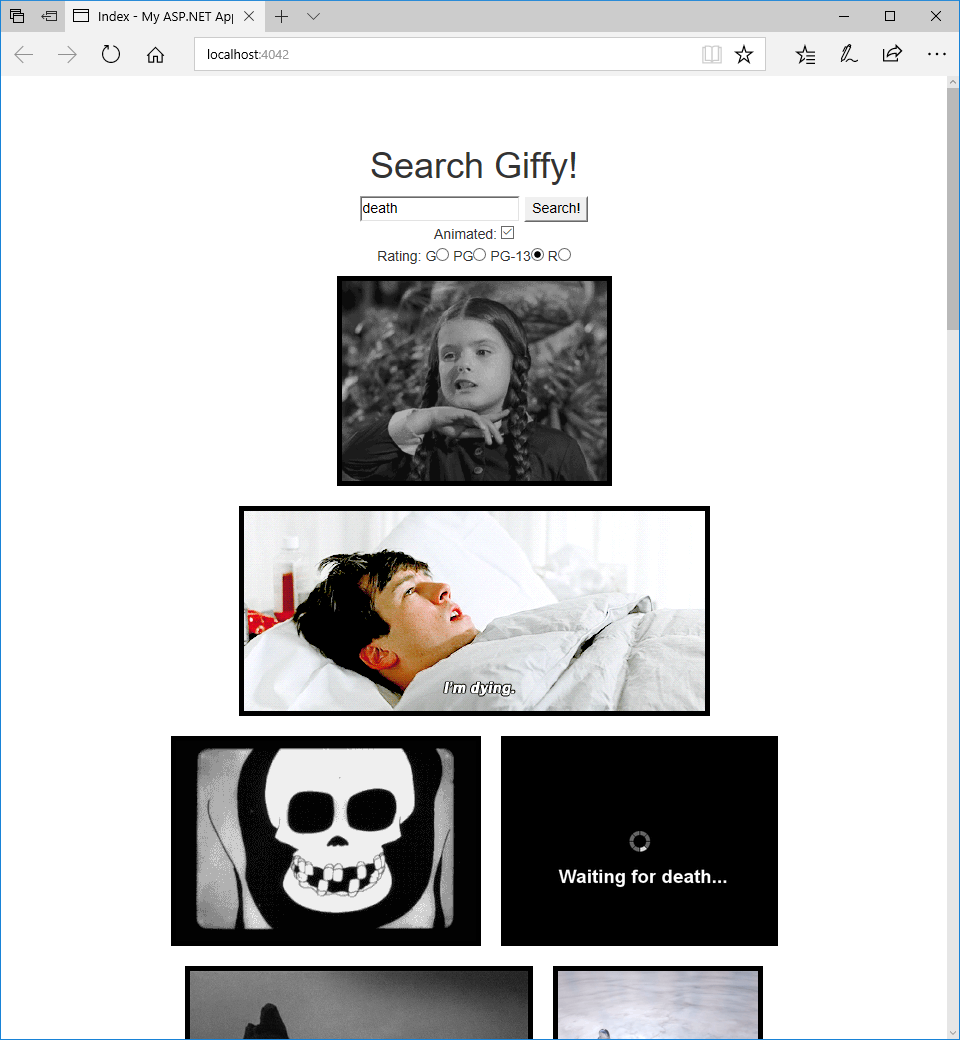 Index - My ASP.NET App
localhost:4042
Search Giffy!
death Search!
Animated:
Rating: G PG PG-13 R
I'm dying.
Waiting for death...